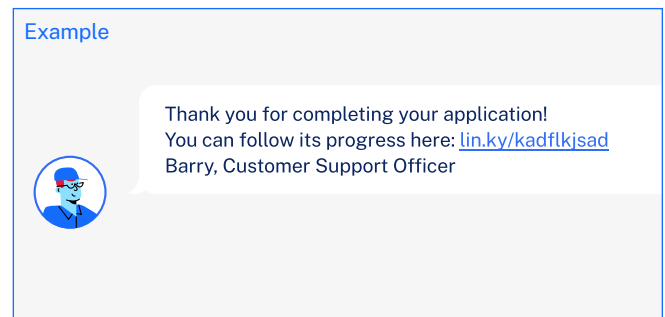 Example
Thank you for completing your application!
You can follow its progress here: lin.ky/kadflkjsad
Barry, Customer Support Officer